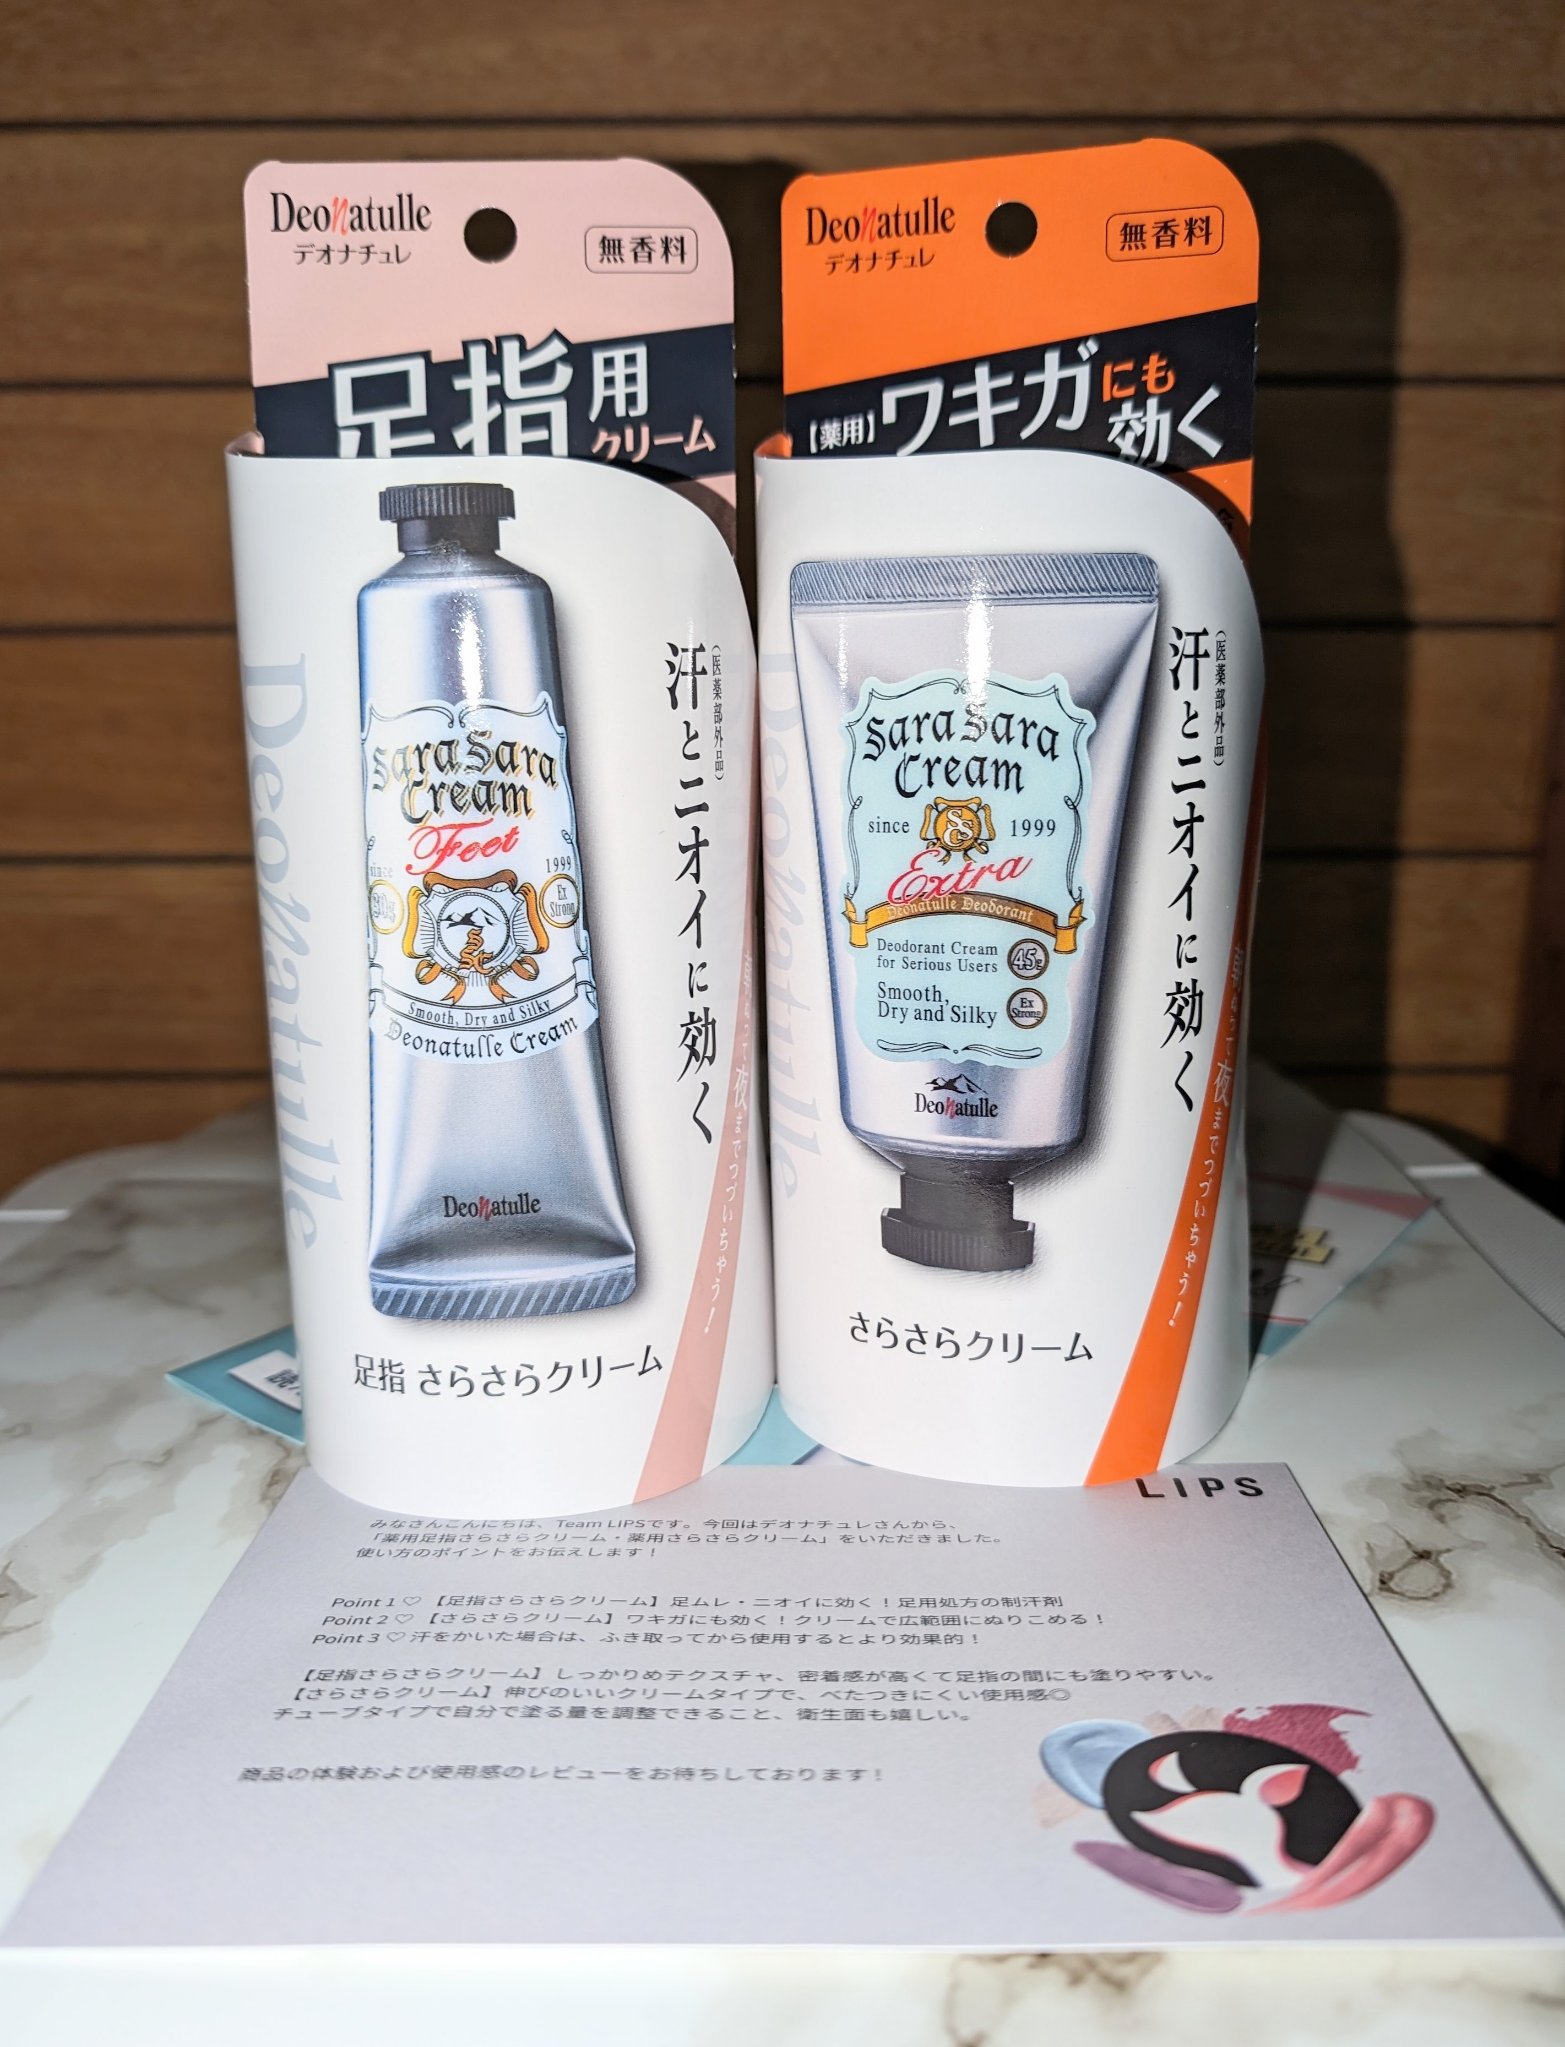 Deonatulle
デオナチュレ
無香料
足指用
クリーム
Deonatulle
sara sara
Cream
Feet
since
1999
30g
Ex
Strong
Smooth, Dry and Silky
Deonatulle Cream
Deonatulle
汗とニオイに効く
(医薬部外品)
夜までつづいちゃう!
足指 さらさらクリーム
Deonatulle
デオナチュレ
無香料
【薬用】ワキガにも
効く
sara sara
Cream
since
1999
Extra
Deonatulle Deodorant
Deodorant Cream
for Serious Users
45g
Smooth,
Dry and Silky
Ex
Strong
Deonatulle
汗とニオイに効く
(医薬部外品)
夜までつづいちゃう!
さらさらクリーム
LIPS
みなさんこんにちは、Team LIPSです。今回はデオナチュレさんから、
「薬用足指さらさらクリーム・薬用さらさらクリーム」をいただきました。
使い方のポイントをお伝えします!
Point 1 ♡ 【足指さらさらクリーム】足ムレ・ニオイに効く!足用処方の制汗剤
Point 2 ♡ 【さらさらクリーム】ワキガにも効く!クリームで広範囲にぬりこめる!
Point 3 ♡ 汗をかいた場合は、ふき取ってから使用するとより効果的!
【足指さらさらクリーム】しっかりめテクスチャ、密着感が高くて足指の間にも塗りやすい。
【さらさらクリーム】伸びのいいクリームタイプで、べたつきにくい使用感◎
チューブタイプで自分で塗る量を調整できること、衛生面も嬉しい。
商品の体験および使用感のレビューをお待ちしております!